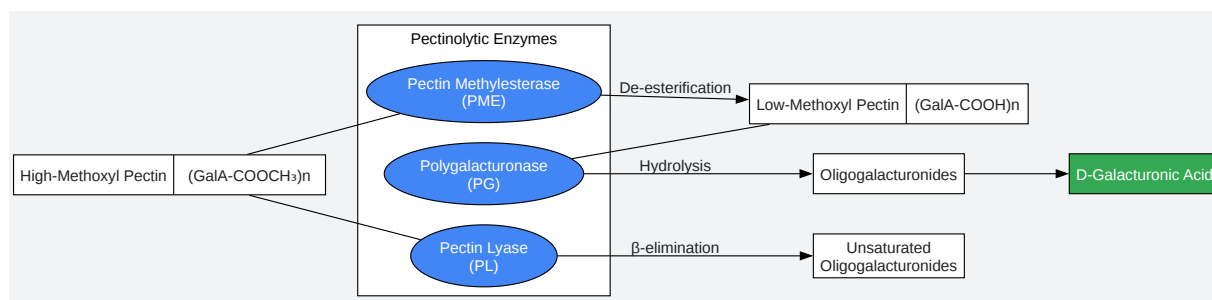 Pectinolytic Enzymes
Pectin Methylesterase
(PME)
De-esterification
Low-Methoxyl Pectin
(GalA-COOH)n
High-Methoxyl Pectin
(GalA-COOCH₃)n
Polygalacturonase
(PG)
Hydrolysis
Oligogalacturonides
D-Galacturonic Acid
Pectin Lyase
(PL)
β-elimination
Unsaturated
Oligogalacturonides